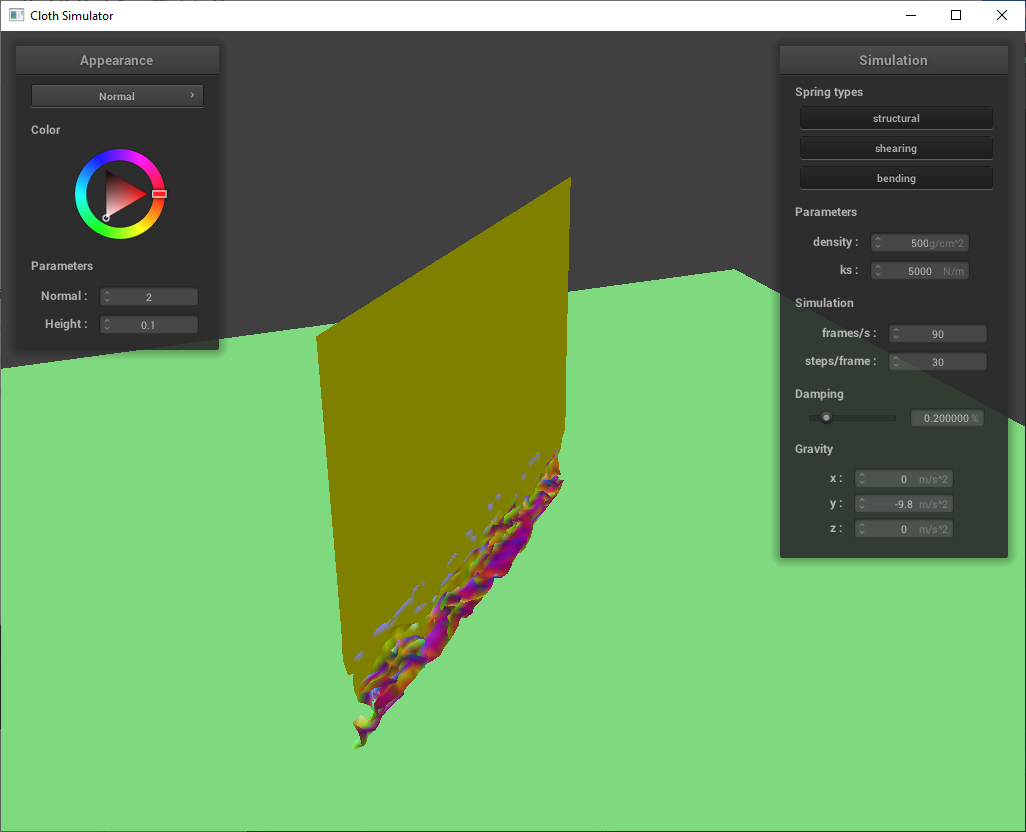 Cloth Simulator
Appearance
Normal
Color
Parameters
Normal : 2
Height : 0.1
Simulation
Spring types
structural
shearing
bending
Parameters
density : 500 g/cm^2
ks : 5000 N/m
Simulation
frames/s : 90
steps/frame : 30
Damping
0.200000 %
Gravity
x : 0 m/s^2
y : -9.8 m/s^2
z : 0 m/s^2